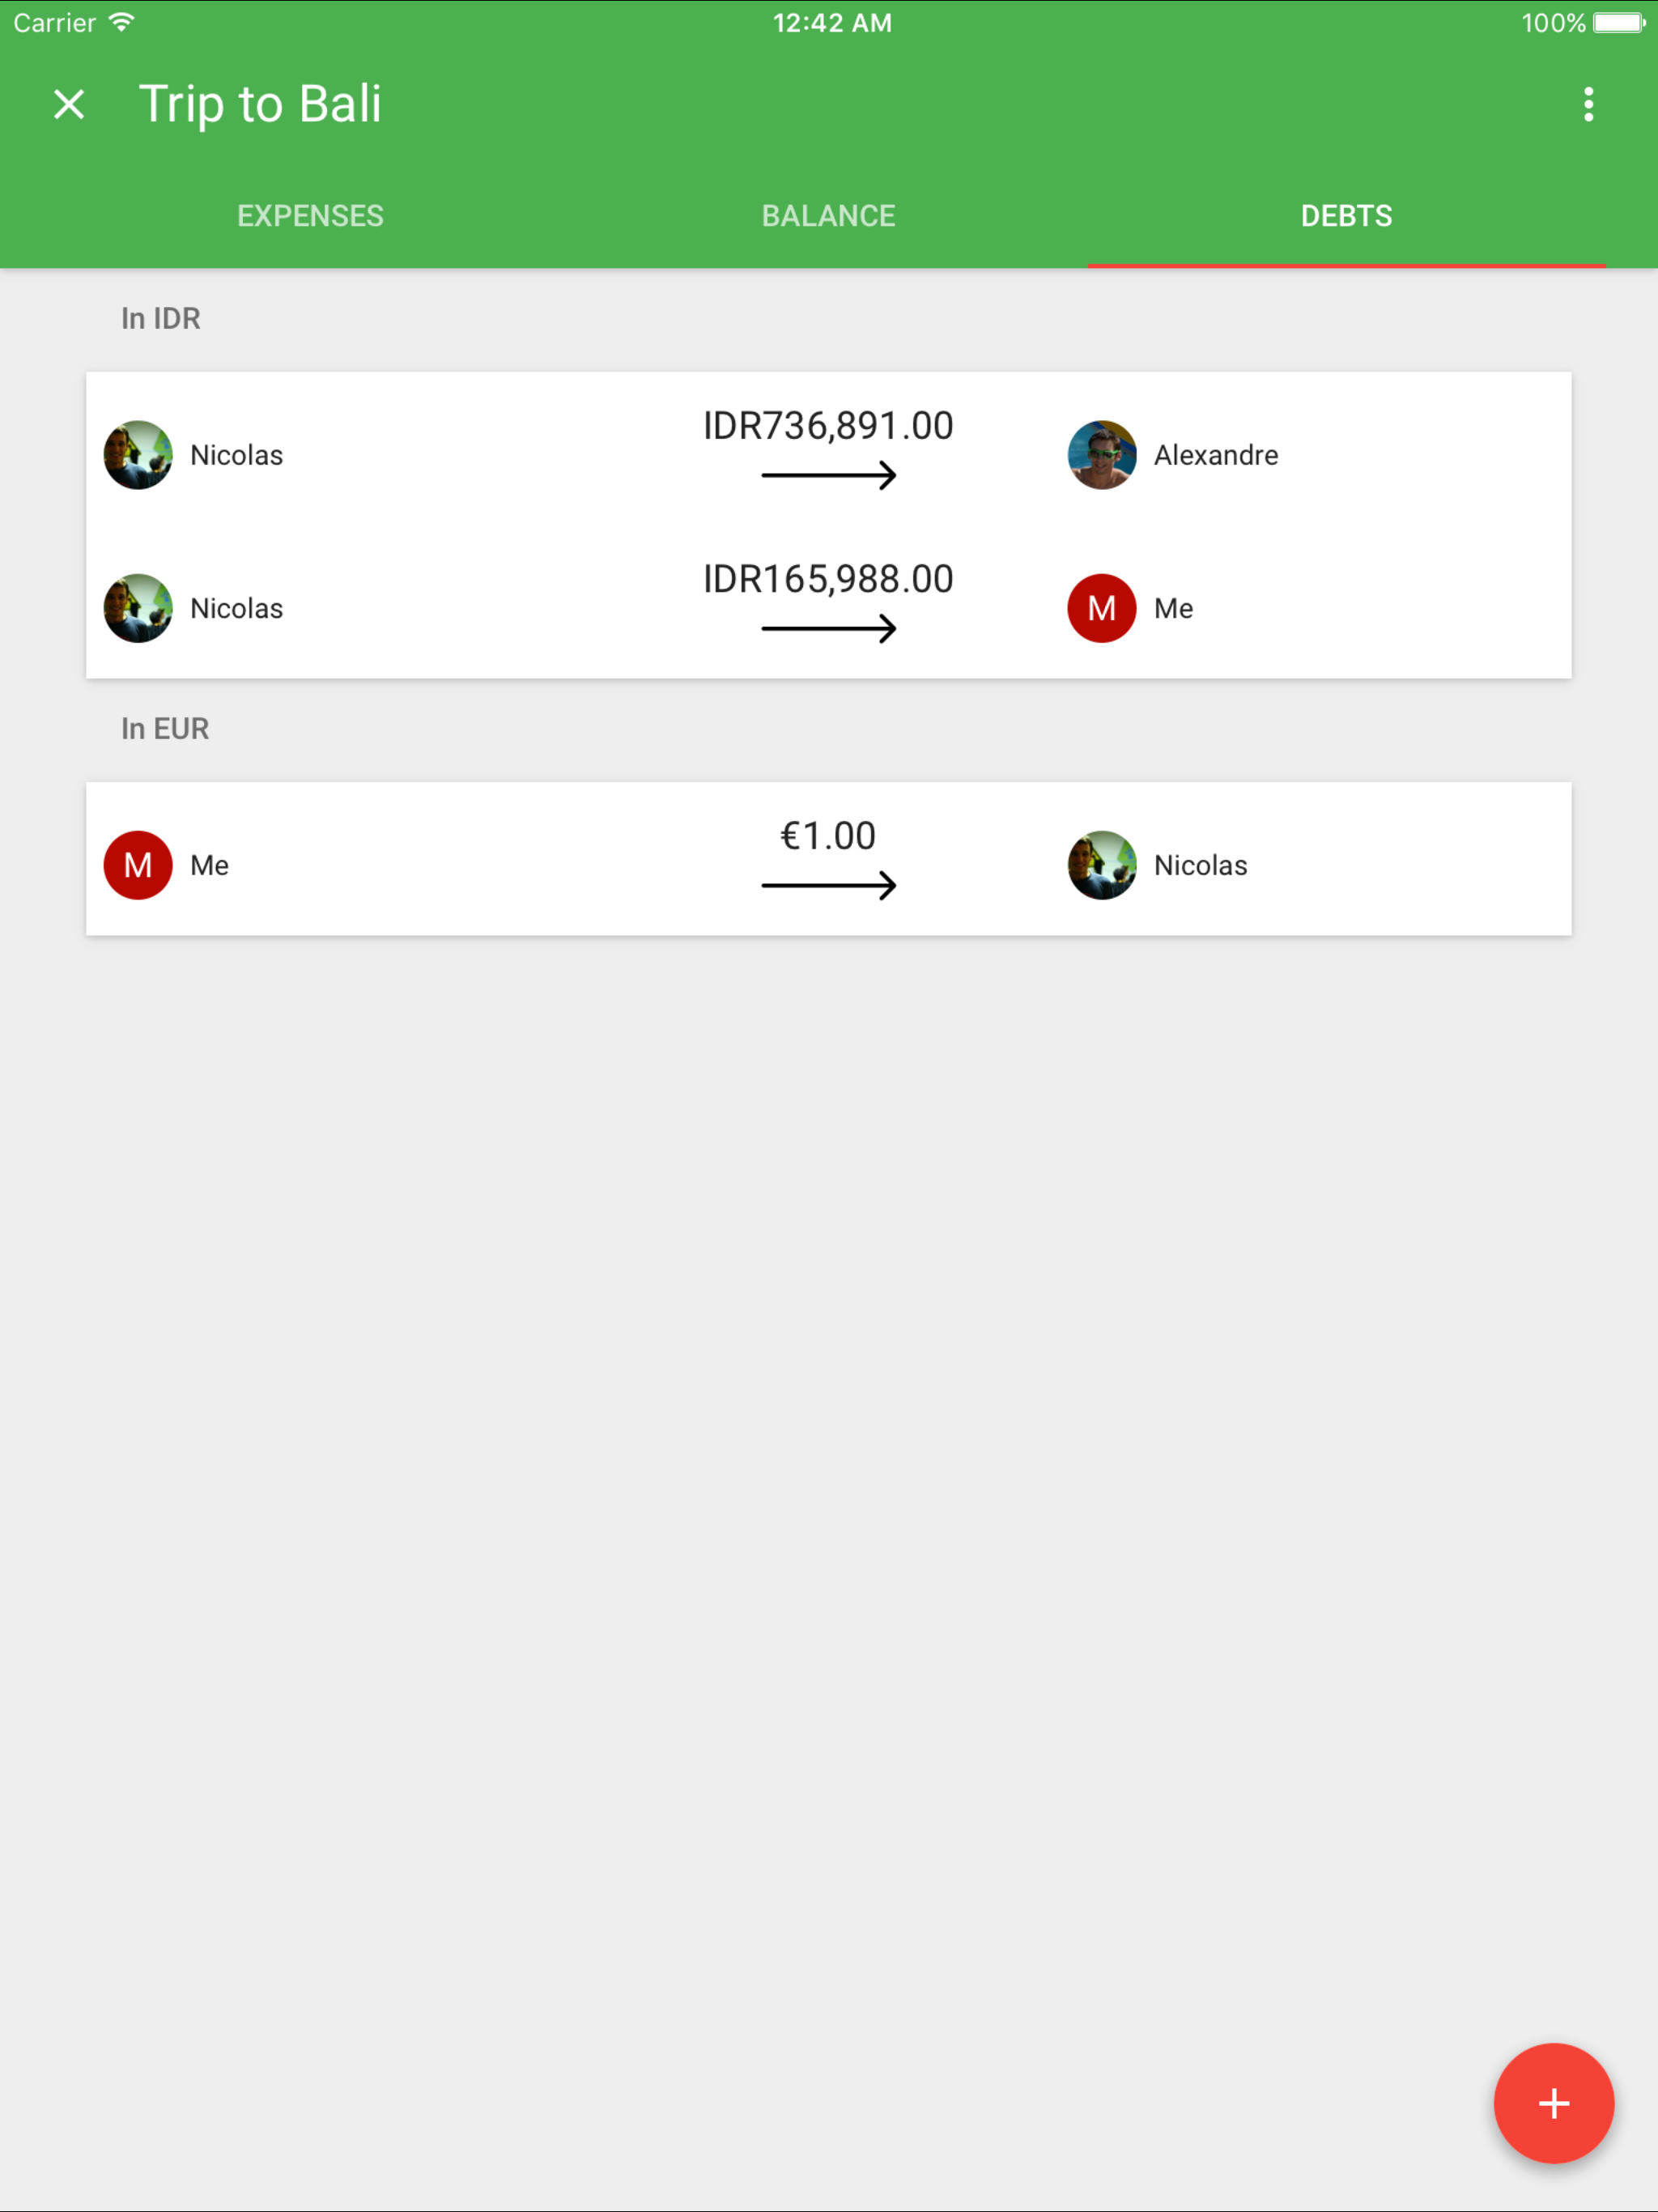 Carrier 12:42 AM 100%
Trip to Bali
EXPENSES BALANCE DEBTS
In IDR
IDR736,891.00
Nicolas Alexandre
IDR165,988.00
Nicolas M Me
In EUR
€1.00
M Me Nicolas
+